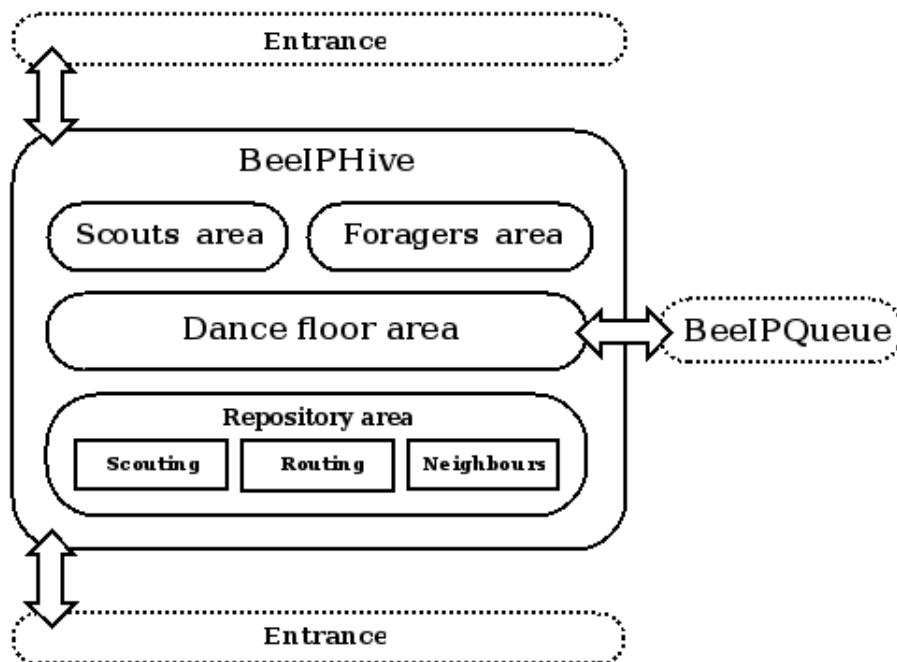 Entrance
BeeIPHive
Scouts area
Foragers area
Dance floor area
BeeIPQueue
Repository area
Scouting
Routing
Neighbours
Entrance